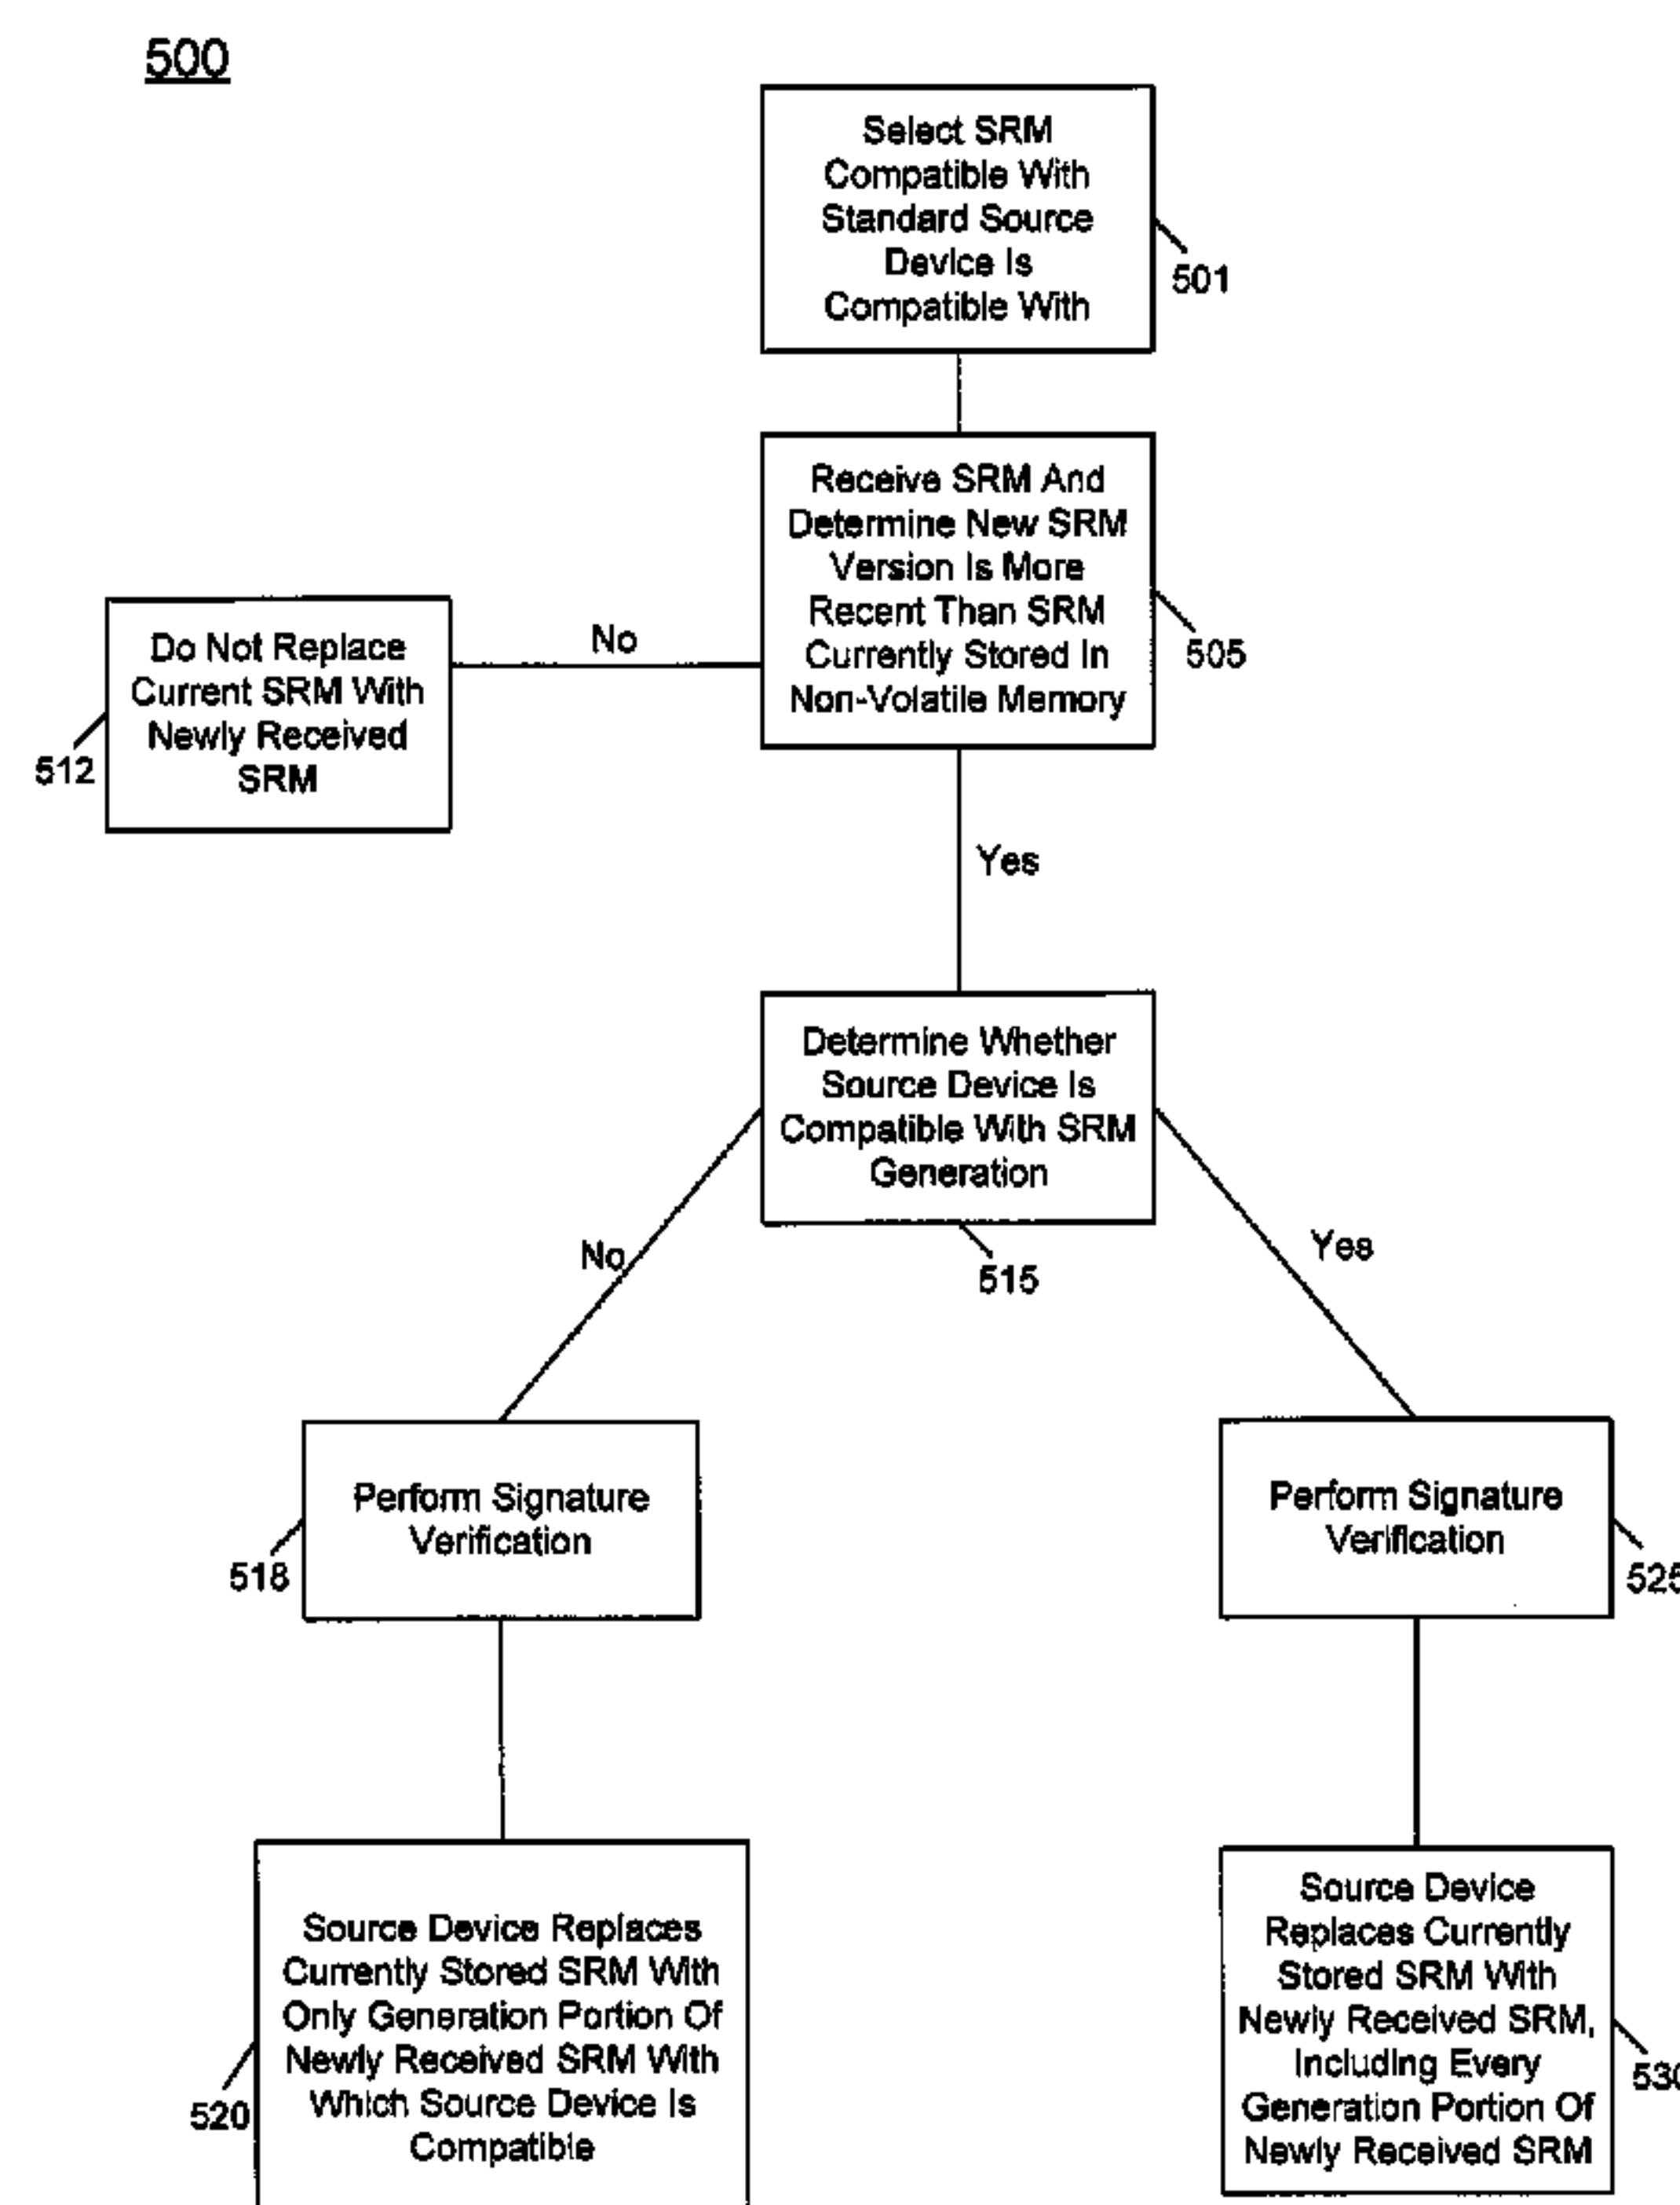 500
Select SRM
Compatible With
Standard Source
Device Is
Compatible With
501
Receive SRM And
Determine New SRM
Version Is More
Recent Than SRM
Currently Stored In
Non-Volatile Memory
505
No
Do Not Replace
Current SRM With
Newly Received
SRM
512
Yes
Determine Whether
Source Device Is
Compatible With SRM
Generation
515
No
Yes
Perform Signature
Verification
518
Perform Signature
Verification
525
Source Device Replaces
Currently Stored SRM With
Only Generation Portion Of
Newly Received SRM With
Which Source Device Is
Compatible
520
Source Device
Replaces Currently
Stored SRM With
Newly Received SRM,
Including Every
Generation Portion Of
Newly Received SRM
530